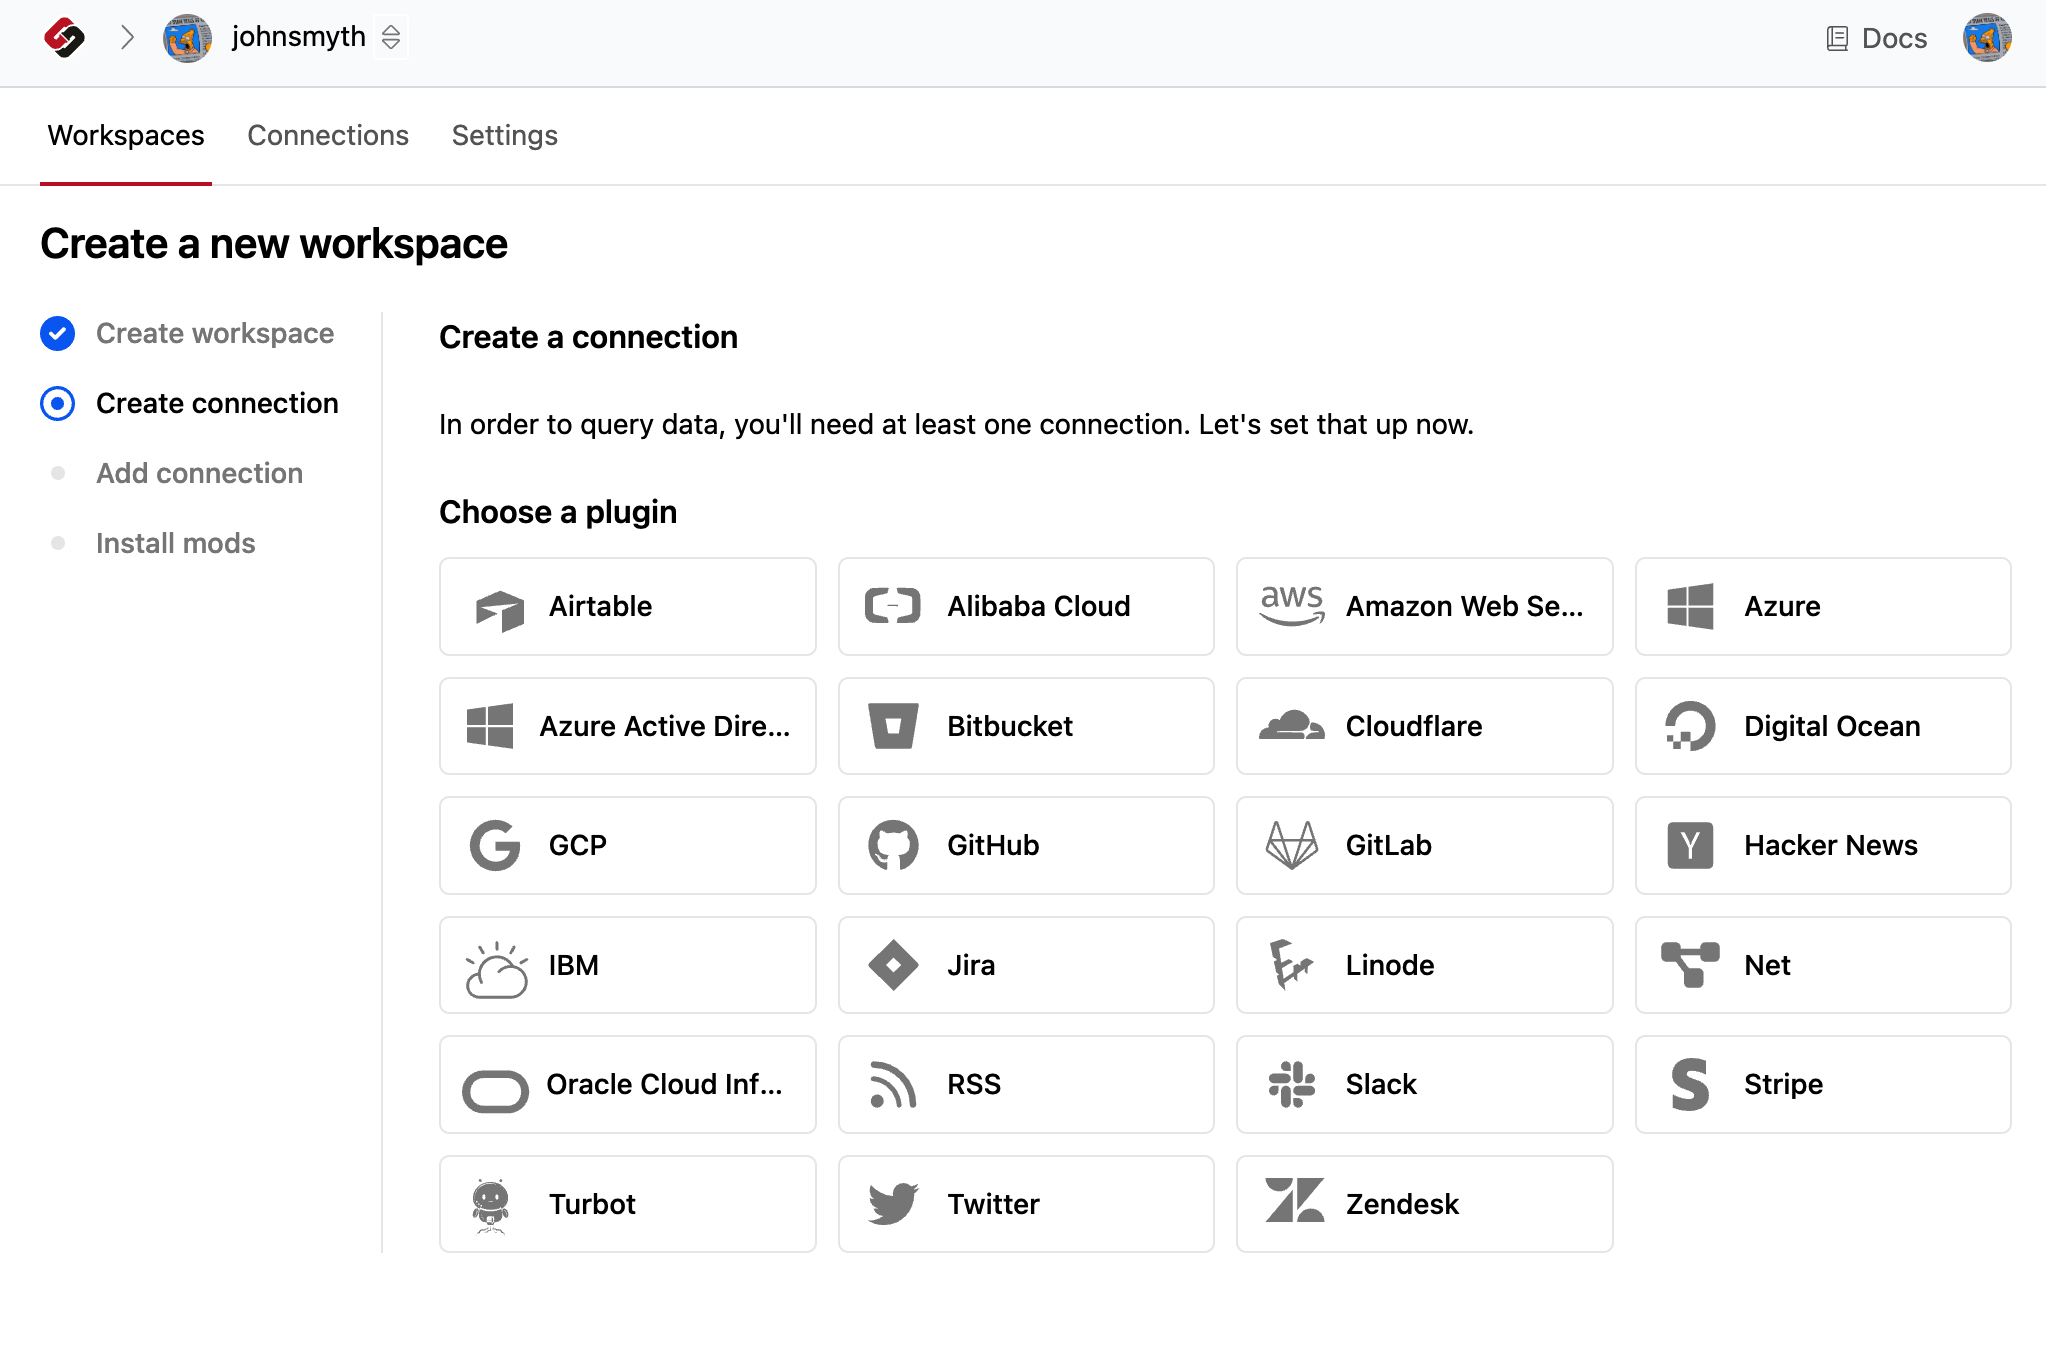 johnsmyth
Docs
Workspaces Connections Settings
Create a new workspace
Create workspace
Create connection
Add connection
Install mods
Create a connection
In order to query data, you'll need at least one connection. Let's set that up now.
Choose a plugin
Airtable
Alibaba Cloud
aws Amazon Web Se...
Azure
Azure Active Dire...
Bitbucket
Cloudflare
Digital Ocean
G GCP
GitHub
GitLab
Y Hacker News
IBM
Jira
Linode
Net
Oracle Cloud Inf...
RSS
Slack
S Stripe
Turbot
Twitter
Zendesk